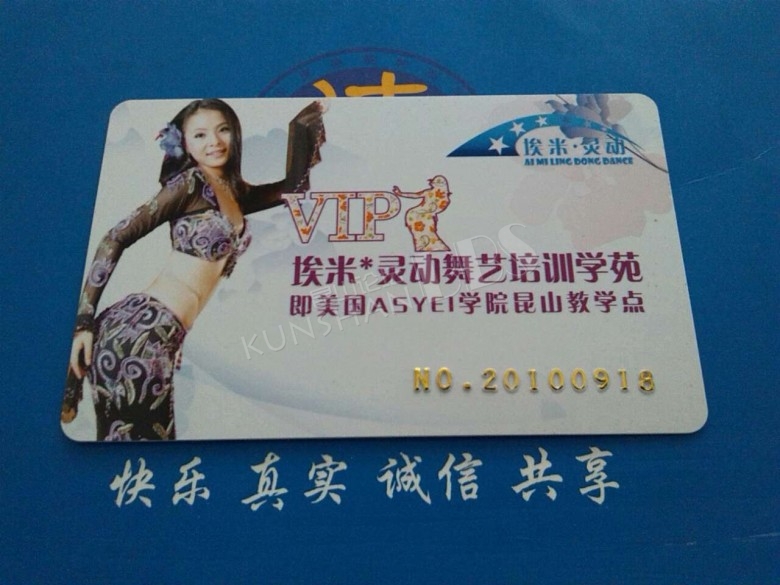 埃米·灵动
AI MI LING DONG DANCE
VIP
埃米*灵动舞艺培训学苑
即美国ASYEI学院昆山教学点
KUNSHAN
NO.20100918
快乐 真实 诚信 共享